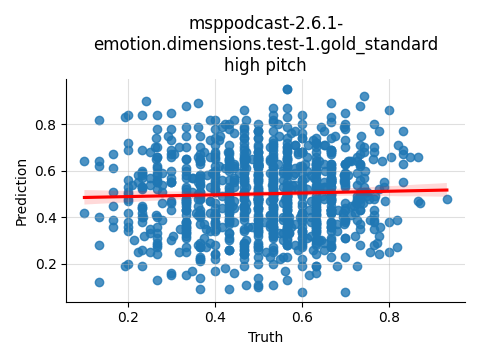 msppodcast-2.6.1-
emotion.dimensions.test-1.gold_standard
high pitch
Prediction
0.8
0.6
0.4
0.2
0.2 0.4 0.6 0.8
Truth